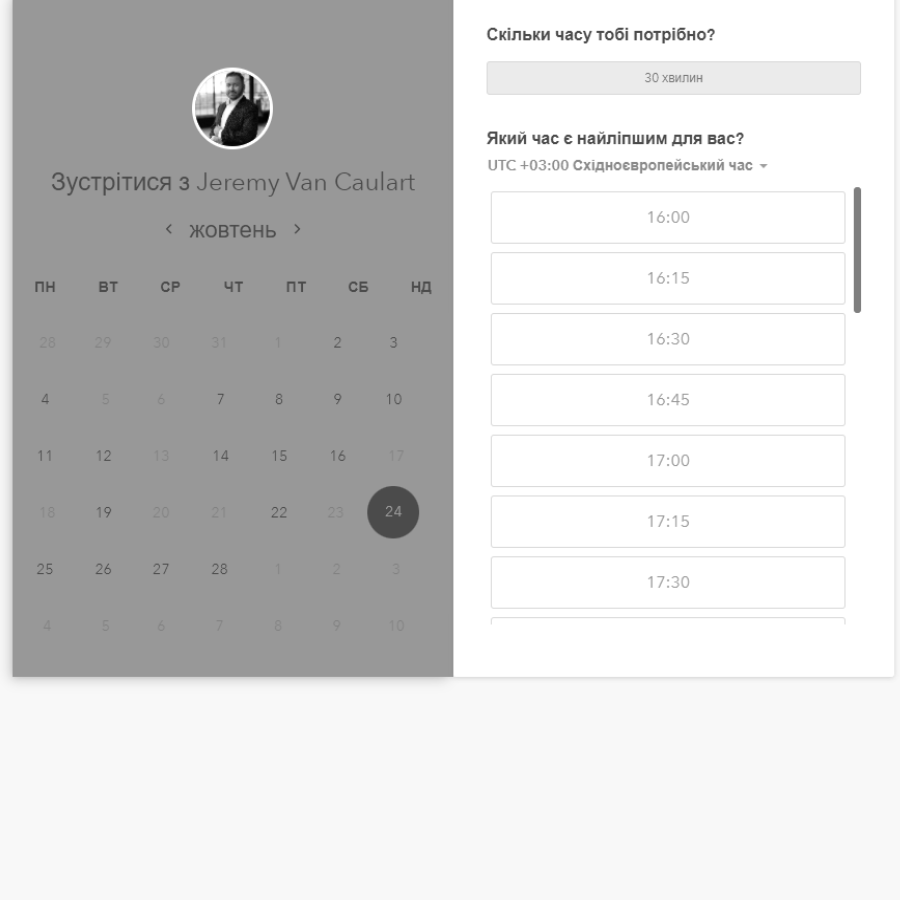 Зустрітися з Jeremy Van Caulart
жовтень
ПН ВТ СР ЧТ ПТ СБ НД
28 29 30 31 1 2 3
4 5 6 7 8 9 10
11 12 13 14 15 16 17
18 19 20 21 22 23 24
25 26 27 28 1 2 3
4 5 6 7 8 9 10
Скільки часу тобі потрібно?
30 хвилин
Який час є найліпшим для вас?
UTC +03:00 Східноєвропейський час
16:00
16:15
16:30
16:45
17:00
17:15
17:30